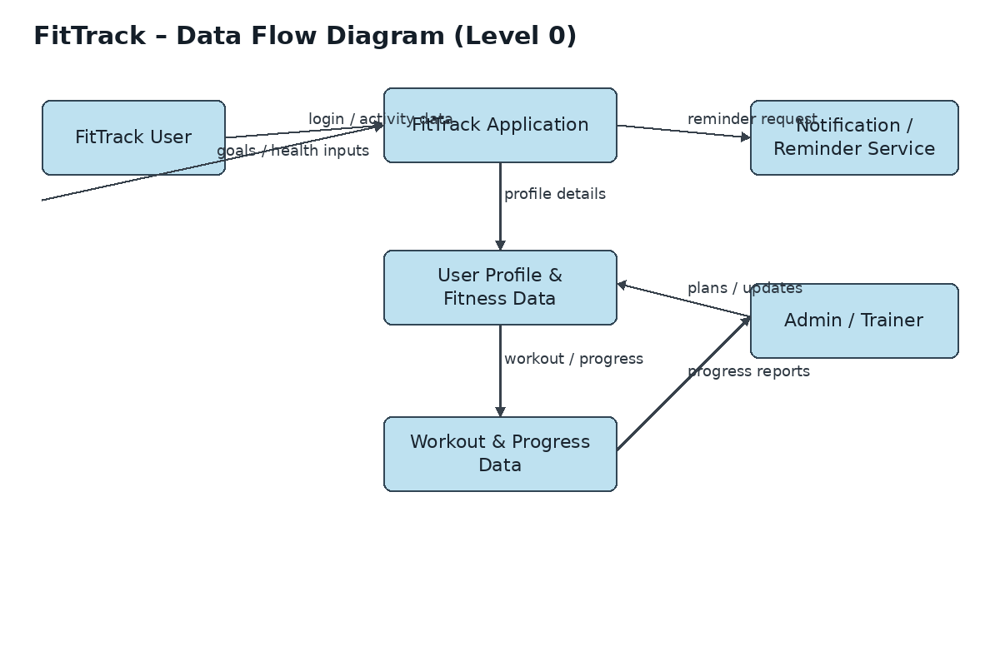 FitTrack – Data Flow Diagram (Level 0)
FitTrack User
login / activity data
goals / health inputs
FitTrack Application
reminder request
Notification /
Reminder Service
profile details
User Profile &
Fitness Data
plans / updates
Admin / Trainer
workout / progress
progress reports
Workout & Progress
Data